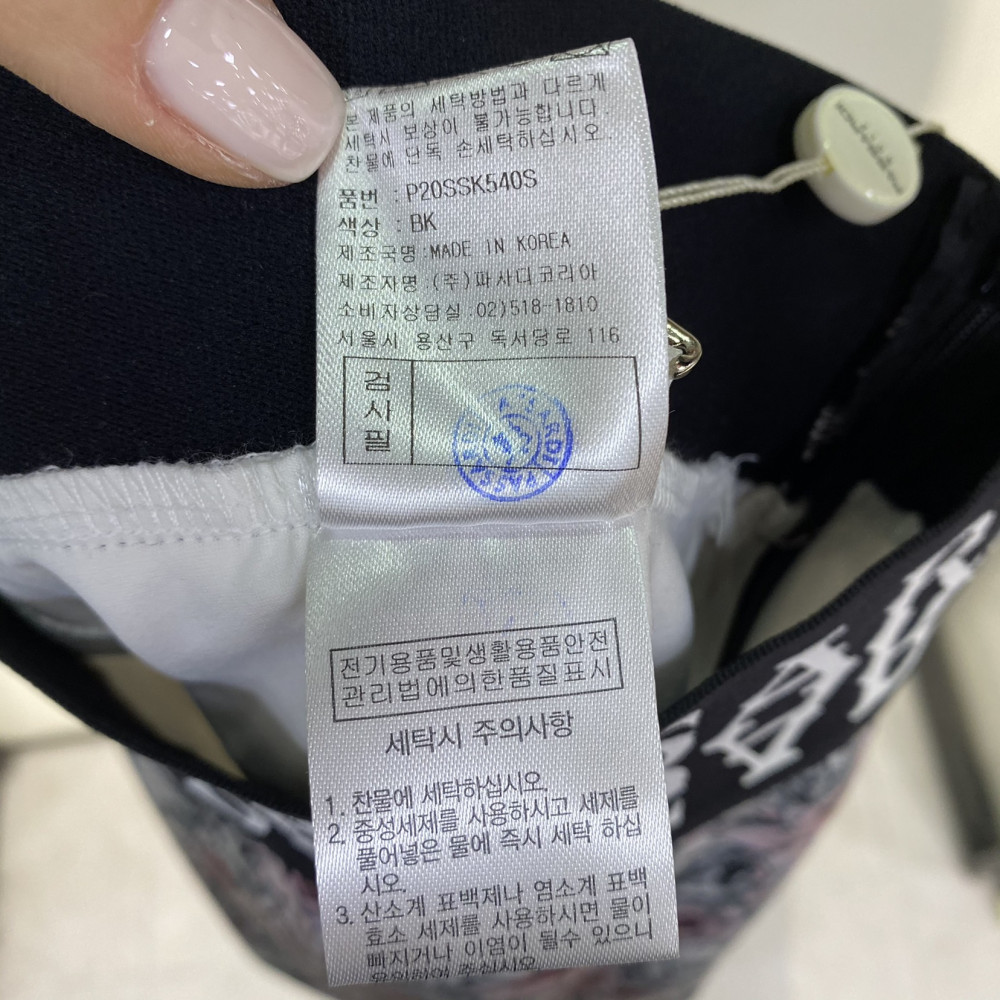 본 제품의 세탁방법과 다르게
세탁시 보상이 불가능합니다.
찬물에 단독 손세탁하십시오
품번 : P20SSK540S
색상 : BK
제조국명 : MADE IN KOREA
제조자명 : (주)파사디코리아
소비자상담실 : 02)518-1810
서울시 용산구 독서당로 116
검사필
전기용품및생활용품안전
관리법에의한품질표시
세탁시 주의사항
1. 찬물에 세탁하십시오.
2. 중성세제를 사용하시고 세제를
풀어넣은 물에 즉시 세탁 하십
시오.
3. 산소계 표백제나 염소계 표백
효소 세제를 사용하시면 물이
빠지거나 이염이 될수 있으니